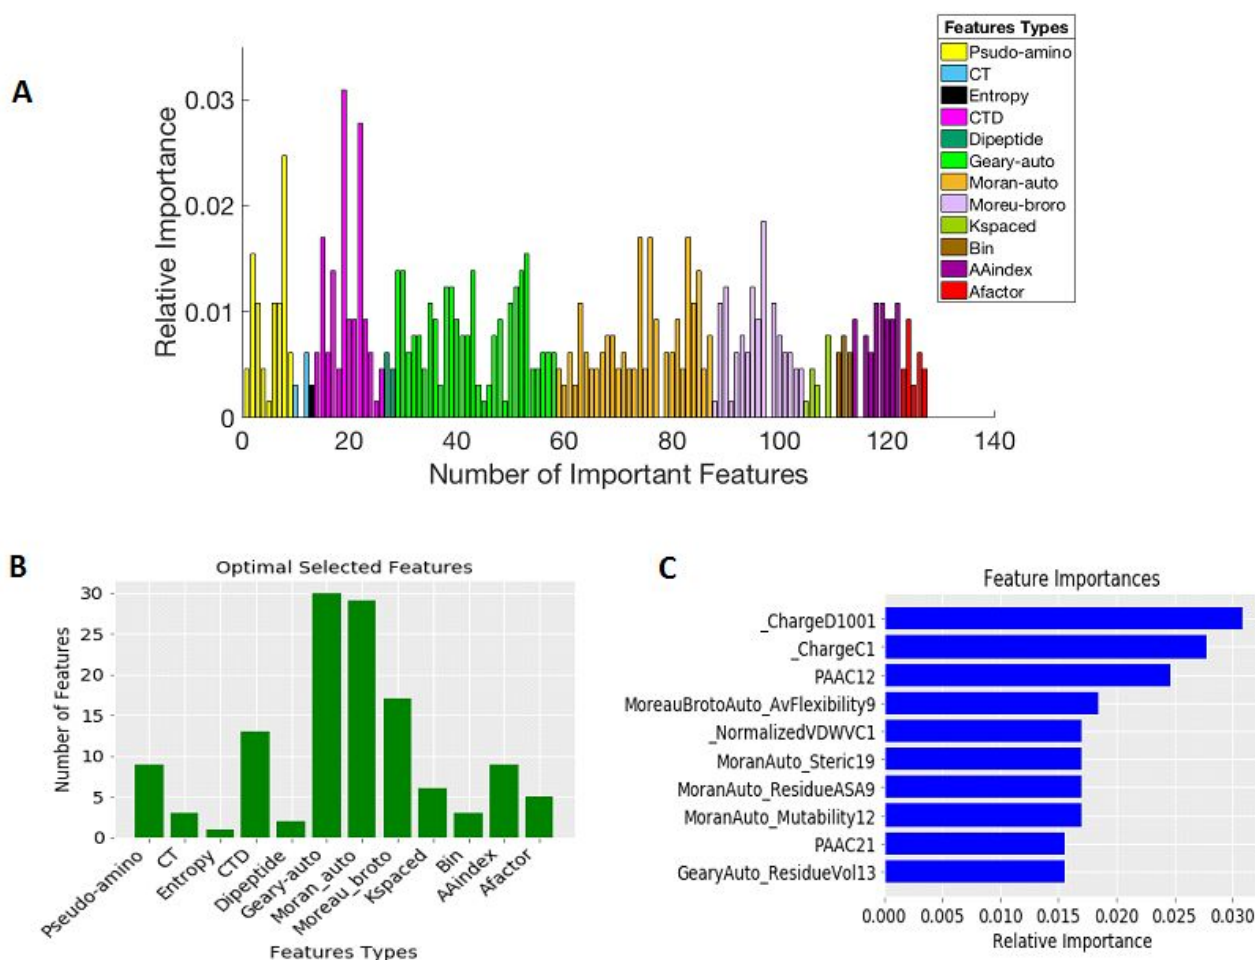 A
Relative Importance
0.03
0.02
0.01
0
0 20 40 60 80 100 120 140
Number of Important Features
Features Types
Psudo-amino
CT
Entropy
CTD
Dipeptide
Geary-auto
Moran-auto
Moreu-broro
Kspaced
Bin
AAindex
Afactor
B
Optimal Selected Features
Number of Features
30
25
20
15
10
5
0
Pseudo-amino
CT
Entropy
CTD
Dipeptide
Geary-auto
Moran_auto
Moreau_broto
Kspaced
Bin
AAindex
Afactor
Features Types
C
Feature Importances
_ChargeD1001
_ChargeC1
PAAC12
MoreauBrotoAuto_AvFlexibility9
_NormalizedVDWVC1
MoranAuto_Steric19
MoranAuto_ResidueASA9
MoranAuto_Mutability12
PAAC21
GearyAuto_ResidueVol13
0.000 0.005 0.010 0.015 0.020 0.025 0.030
Relative Importance